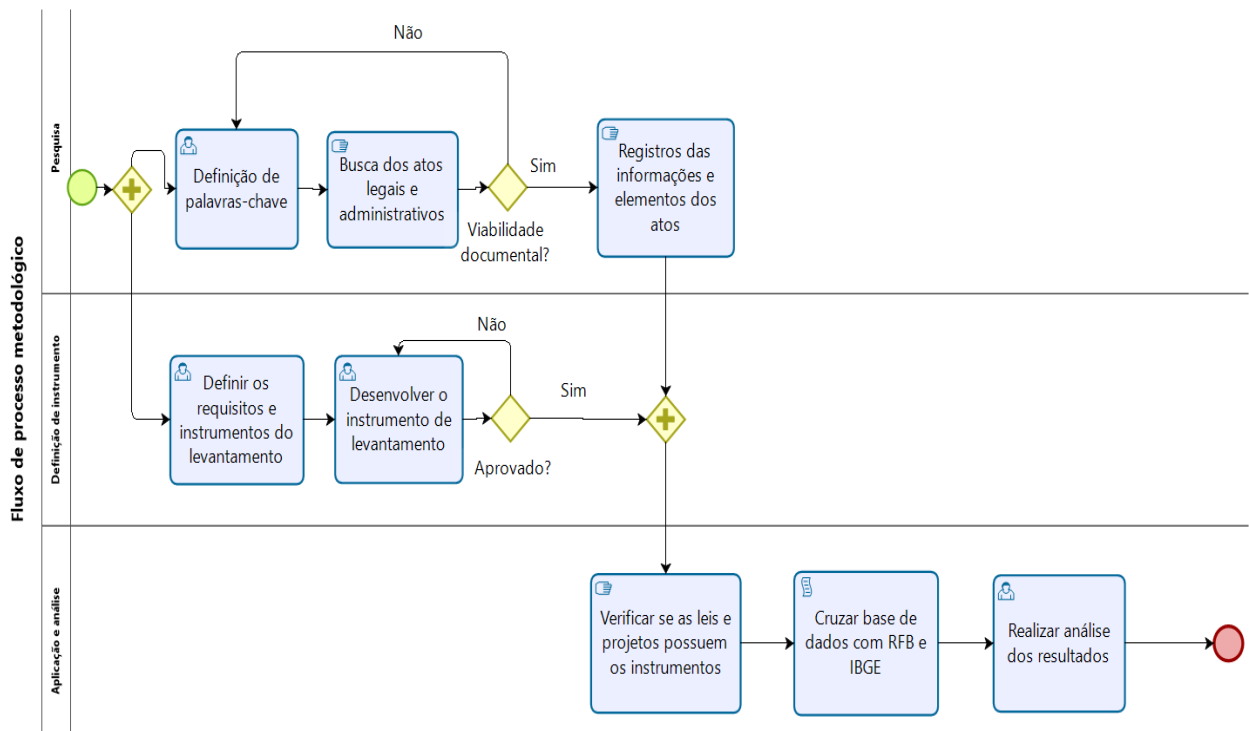 Fluxo de processo metodológico
Pesquisa
Não
Definição de
palavras-chave
Busca dos atos
legais e
administrativos
Sim
Viabilidade
documental?
Registros das
informações e
elementos dos
atos
Definição de instrumento
Não
Definir os
requisitos e
instrumentos do
levantamento
Desenvolver o
instrumento de
levantamento
Sim
Aprovado?
Aplicação e análise
Verificar se as leis e
projetos possuem
os instrumentos
Cruzar base de
dados com RFB e
IBGE
Realizar análise
dos resultados